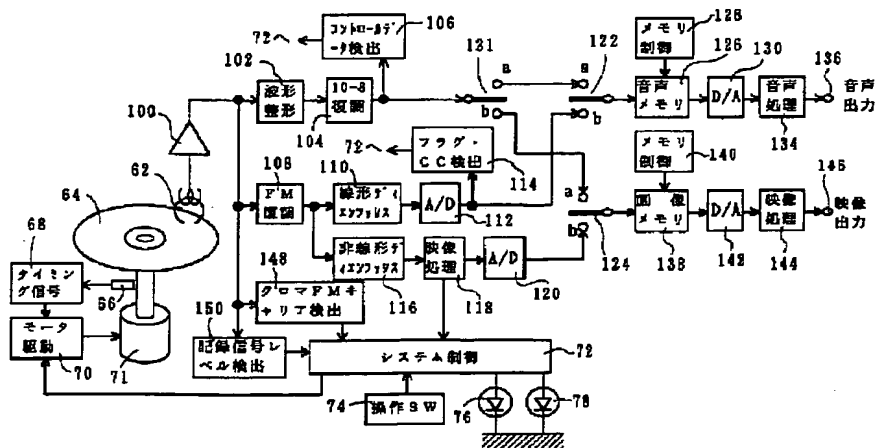 コントロールデ
ータ検出
106
72へ
102
波形
整形
10-8
復調
104
131
a
b
122
a
b
128
メモリ
制御
126
音声
メモリ
130
D/A
音声
処理
134
136
音声
出力
100
62
64
108
FM
復調
110
線形ディ
エンファシス
A/D
112
72へ
フラグ・
CC検出
114
メモリ
制御
140
a
b
124
画像
メモリ
138
D/A
142
映像
処理
144
146
映像
出力
非線形デ
ィエンファシス
116
映像
処理
118
A/D
120
68
タイミン
グ信号
66
モータ
駆動
70
71
148
クロマFMキ
ャリア検出
150
記録信号レ
ベル検出
システム制御
72
74
操作SW
76
78